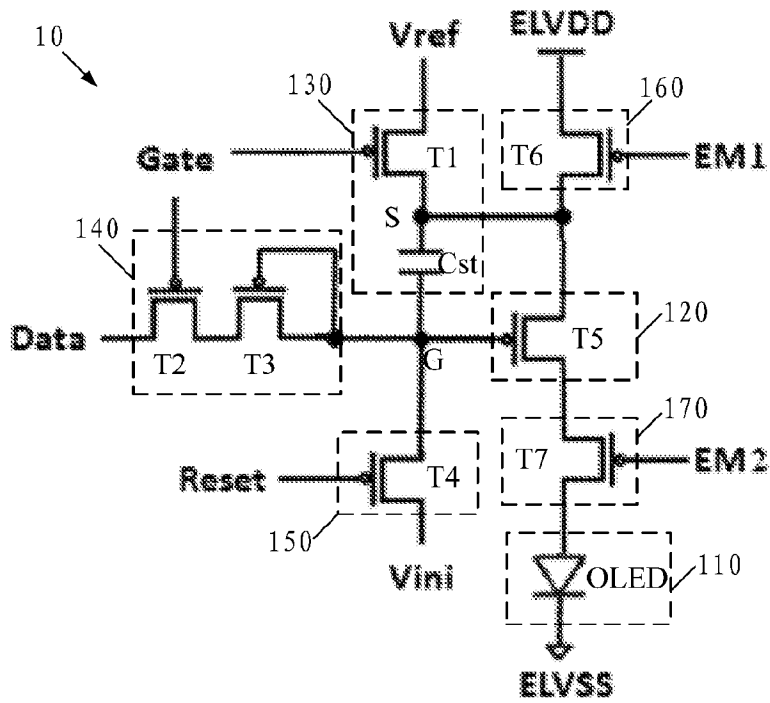 10
Vref
ELVDD
130
160
Gate
T1
T6
EM1
S
140
Cst
120
Data
T2
T3
G
T5
170
Reset
T4
T7
EM2
150
Vini
OLED
110
ELVSS